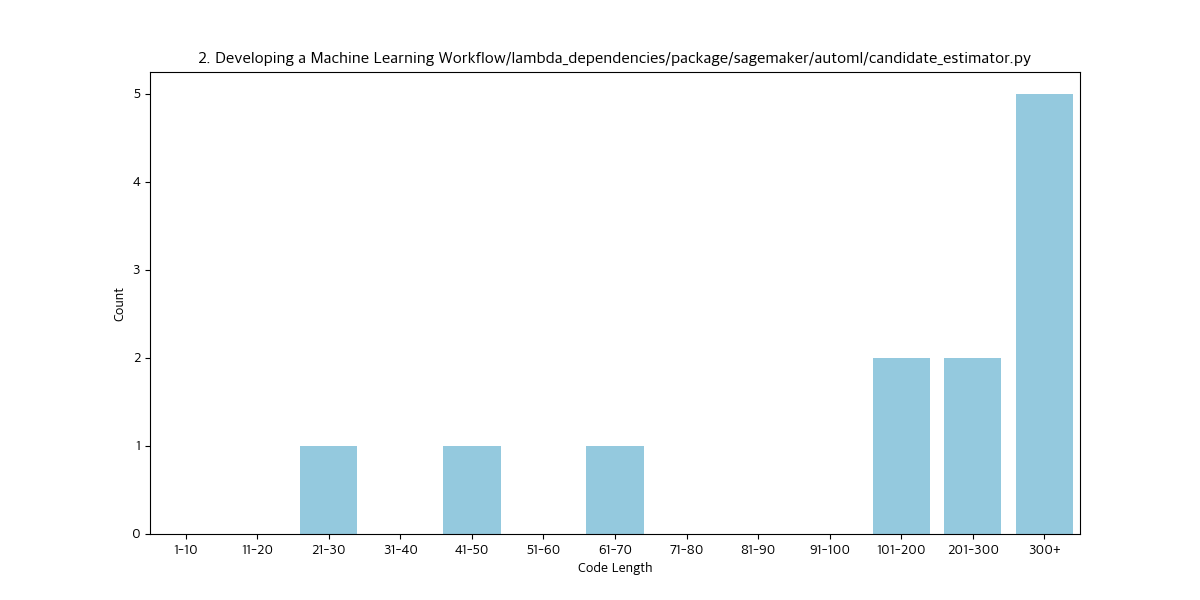 2. Developing a Machine Learning Workflow/lambda_dependencies/package/sagemaker/automl/candidate_estimator.py
5
4
3
2
1
0
Count
1-10 11-20 21-30 31-40 41-50 51-60 61-70 71-80 81-90 91-100 101-200 201-300 300+
Code Length